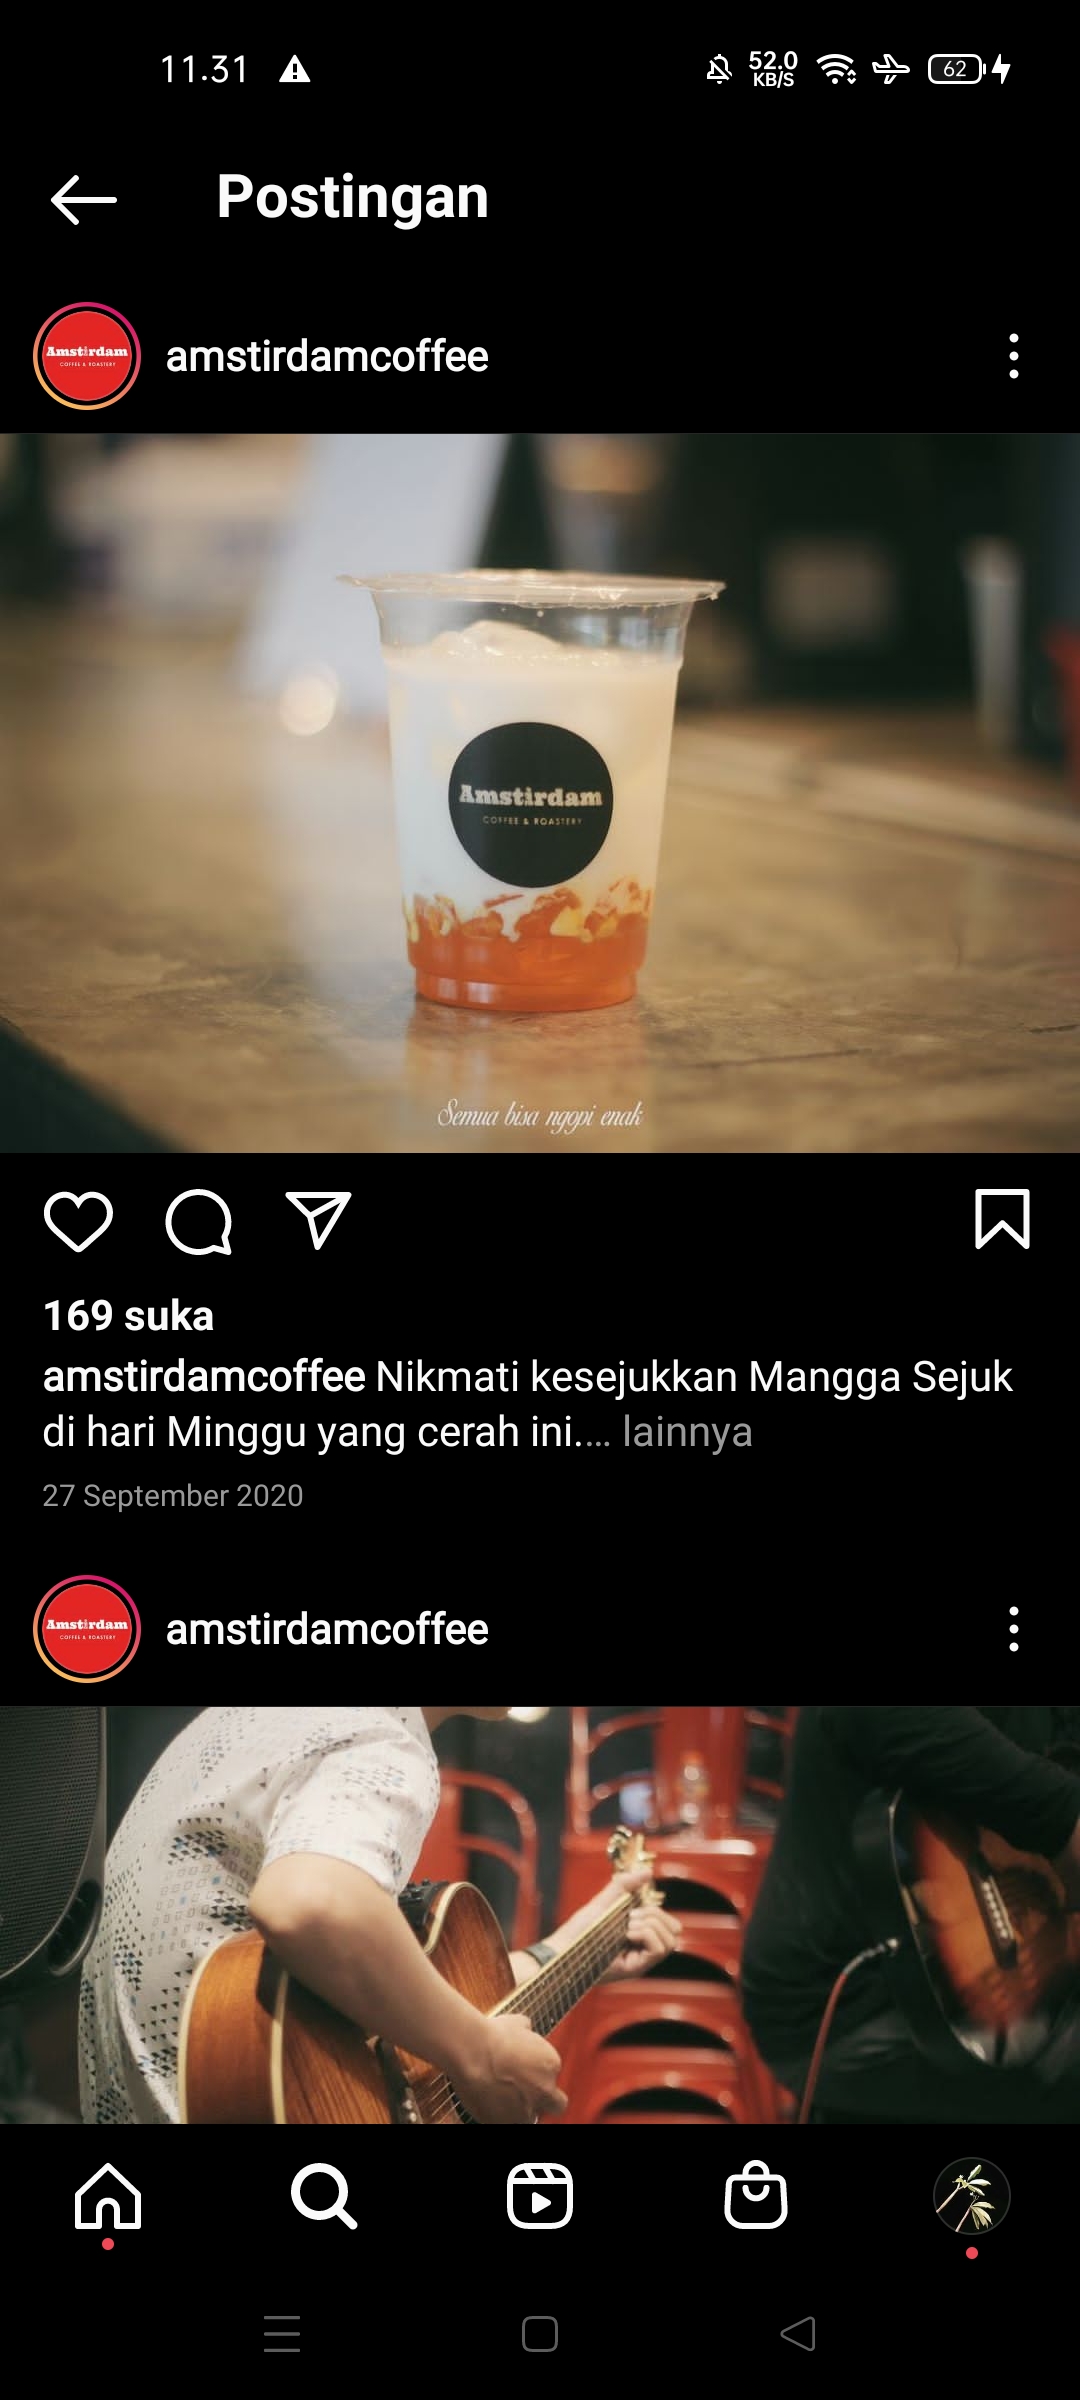 11.31
52.0
KB/S
62
Postingan
Amstirdam
COFFEE & ROASTERY
amstirdamcoffee
Amstirdam
COFFEE & ROASTERY
Semua bisa ngopi enak
169 suka
amstirdamcoffee Nikmati kesejukkan Mangga Sejuk
di hari Minggu yang cerah ini.... lainnya
27 September 2020
Amstirdam
COFFEE & ROASTERY
amstirdamcoffee